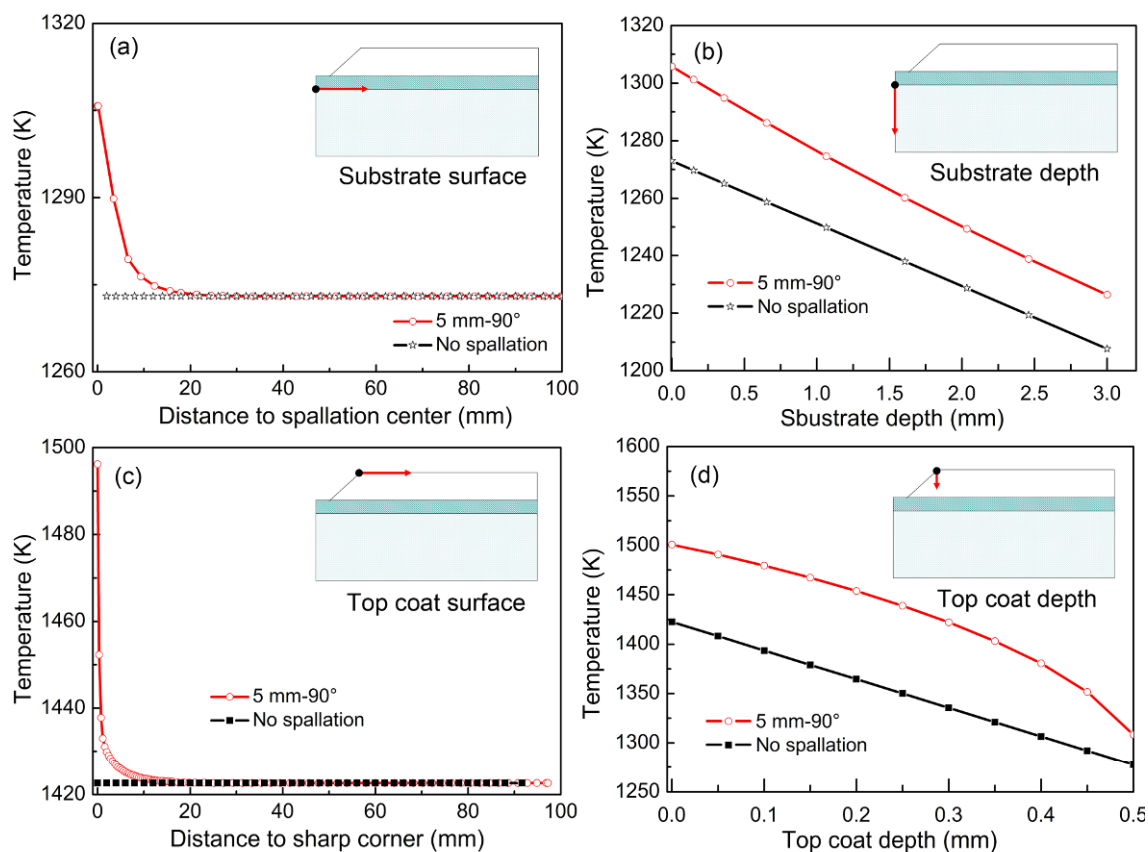 (a)
1320
1290
1260
Temperature (K)
Substrate surface
5 mm-90°
No spallation
0 20 40 60 80 100
Distance to spallation center (mm)
(b)
1320
1300
1280
1260
1240
1220
1200
Temperature (K)
Substrate depth
5 mm-90°
No spallation
0.0 0.5 1.0 1.5 2.0 2.5 3.0
Sbustrate depth (mm)
(c)
1500
1480
1460
1440
1420
Temperature (K)
Top coat surface
5 mm-90°
No spallation
0 20 40 60 80 100
Distance to sharp corner (mm)
(d)
1600
1550
1500
1450
1400
1350
1300
1250
Temperature (K)
Top coat depth
5 mm-90°
No spallation
0.0 0.1 0.2 0.3 0.4 0.5
Top coat depth (mm)